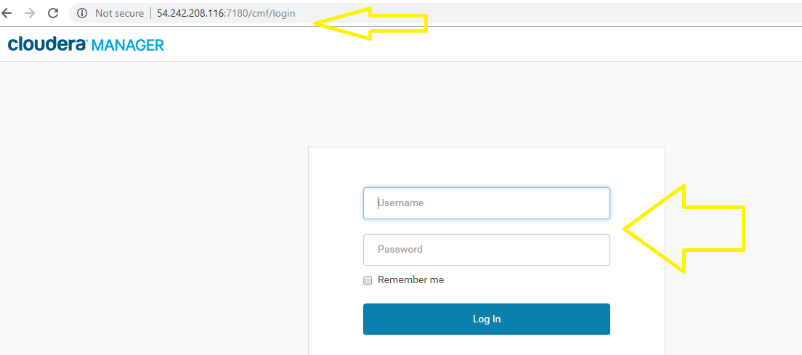 Not secure | 54.242.208.116:7180/cmf/login
cloudera MANAGER
Username
Password
Remember me
Log In